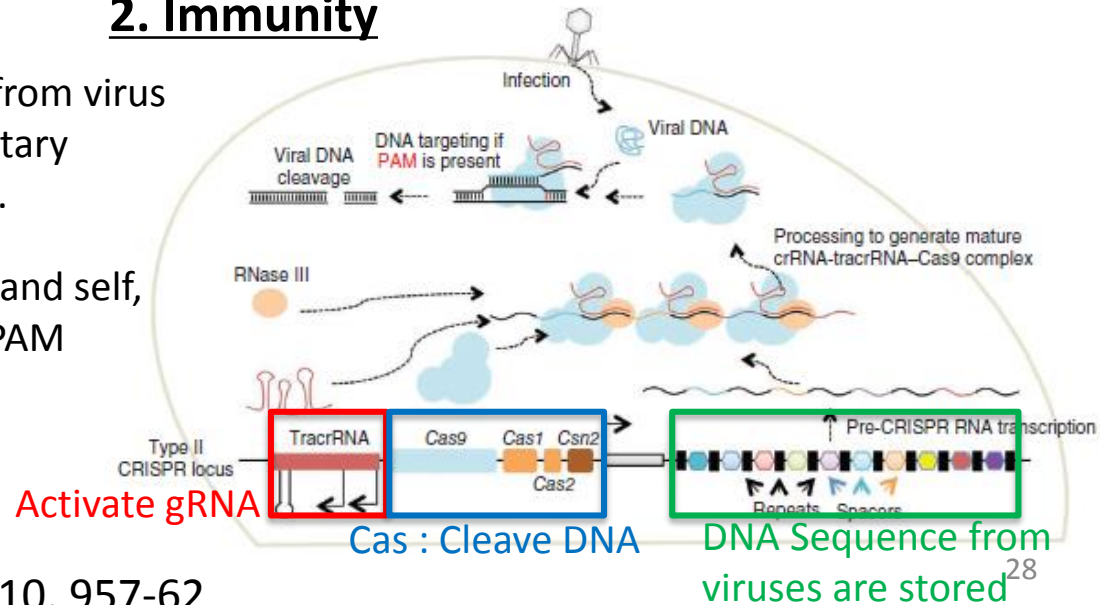 2. Immunity
from virus
tary
.
and self,
PAM
10, 957-62
Infection
Viral DNA
DNA targeting if
PAM is present
Viral DNA
cleavage
Processing to generate mature
crRNA-tracrRNA–Cas9 complex
RNase III
Pre-CRISPR RNA transcription
Type II
CRISPR locus
TracrRNA
Cas9
Cas1
Csn2
Cas2
Repeats
Spacers
Activate gRNA
Cas : Cleave DNA
DNA Sequence from
viruses are stored
28